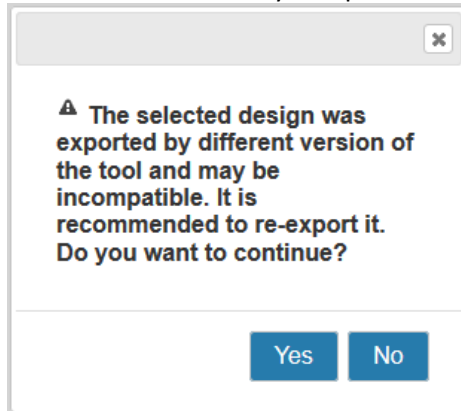 The selected design was
exported by different version of
the tool and may be
incompatible. It is
recommended to re-export it.
Do you want to continue?
Yes No